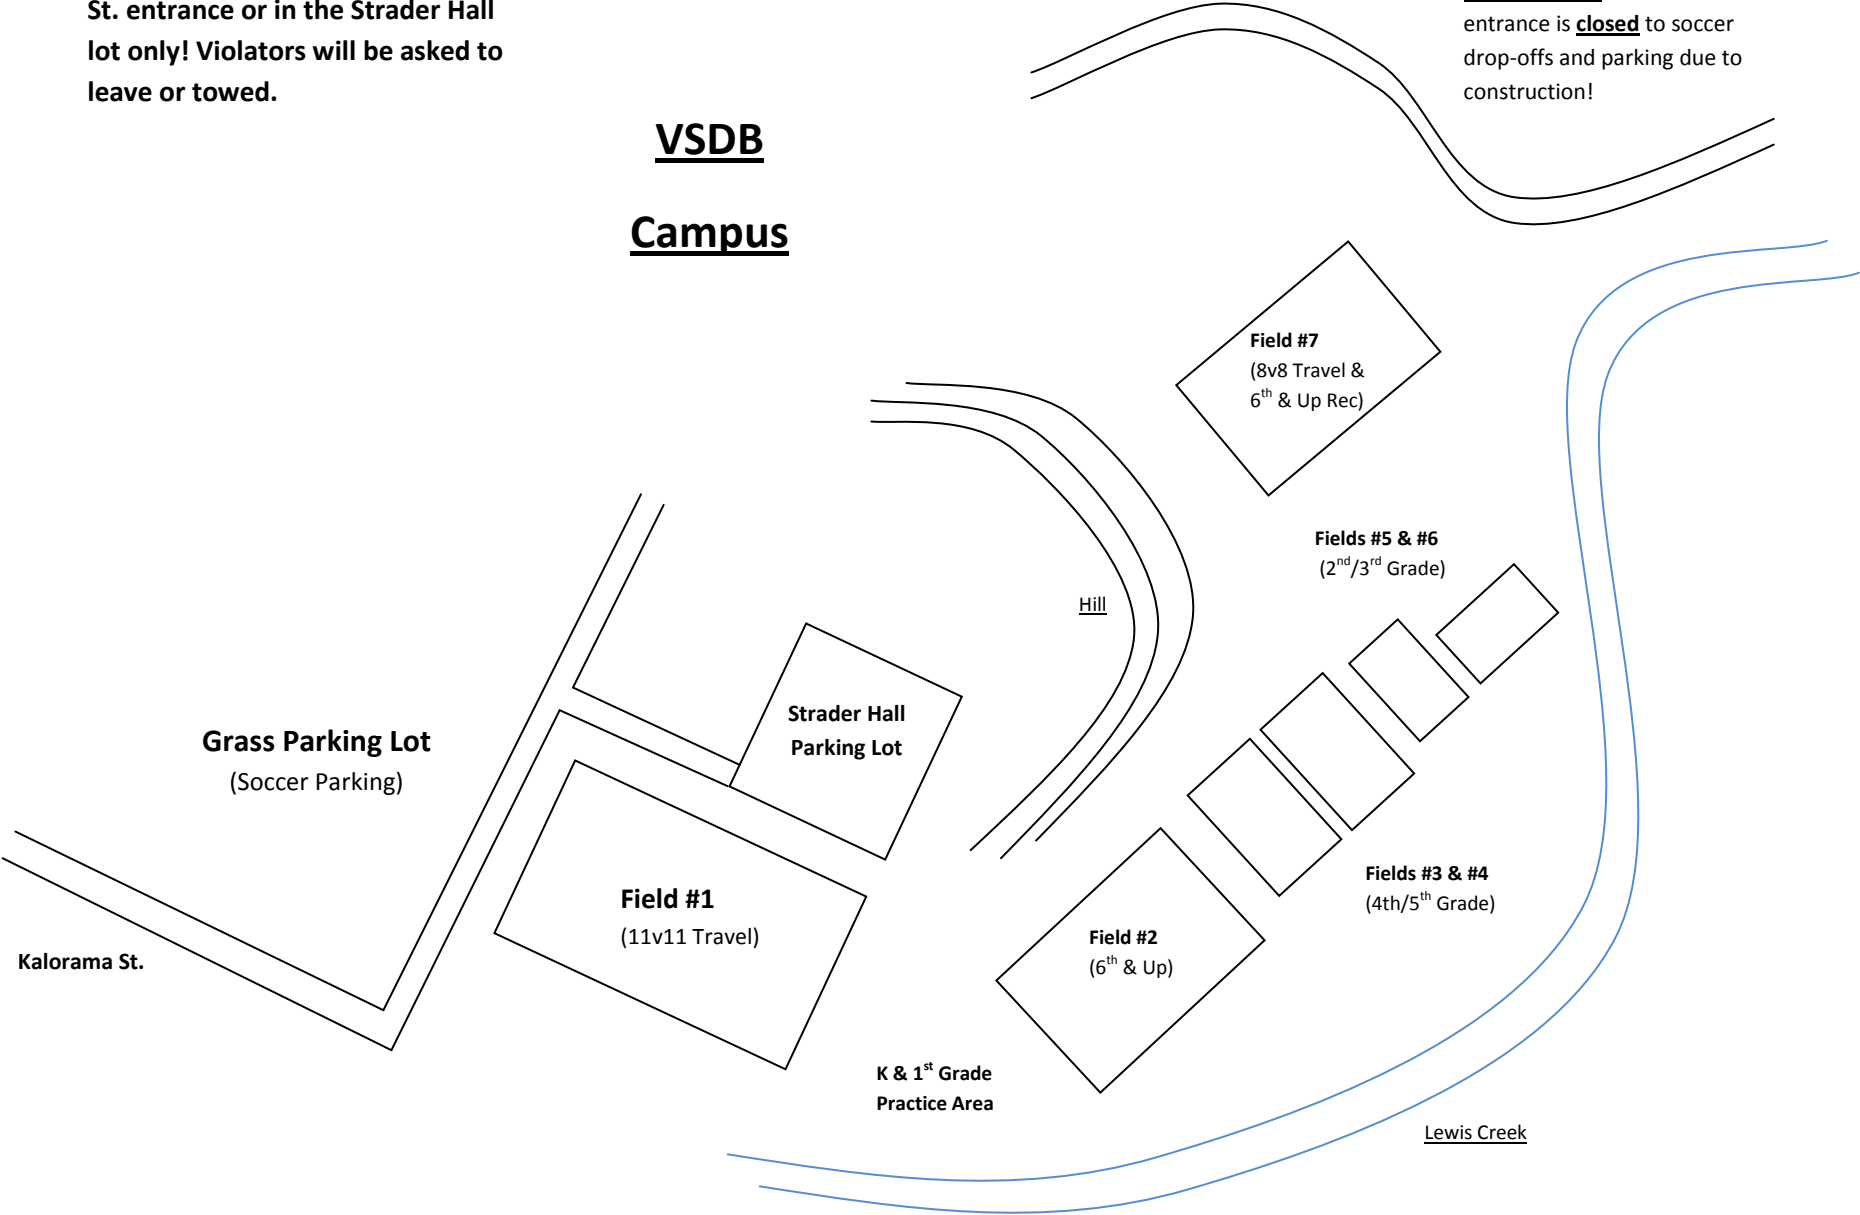 St. entrance or in the Strader Hall
lot only! Violators will be asked to
leave or towed.
entrance is closed to soccer
drop-offs and parking due to
construction!
VSDB
Campus
Field #7
(8v8 Travel &
6th & Up Rec)
Fields #5 & #6
(2nd/3rd Grade)
Hill
Strader Hall
Parking Lot
Grass Parking Lot
(Soccer Parking)
Fields #3 & #4
(4th/5th Grade)
Field #1
(11v11 Travel)
Field #2
(6th & Up)
Kalorama St.
K & 1st Grade
Practice Area
Lewis Creek